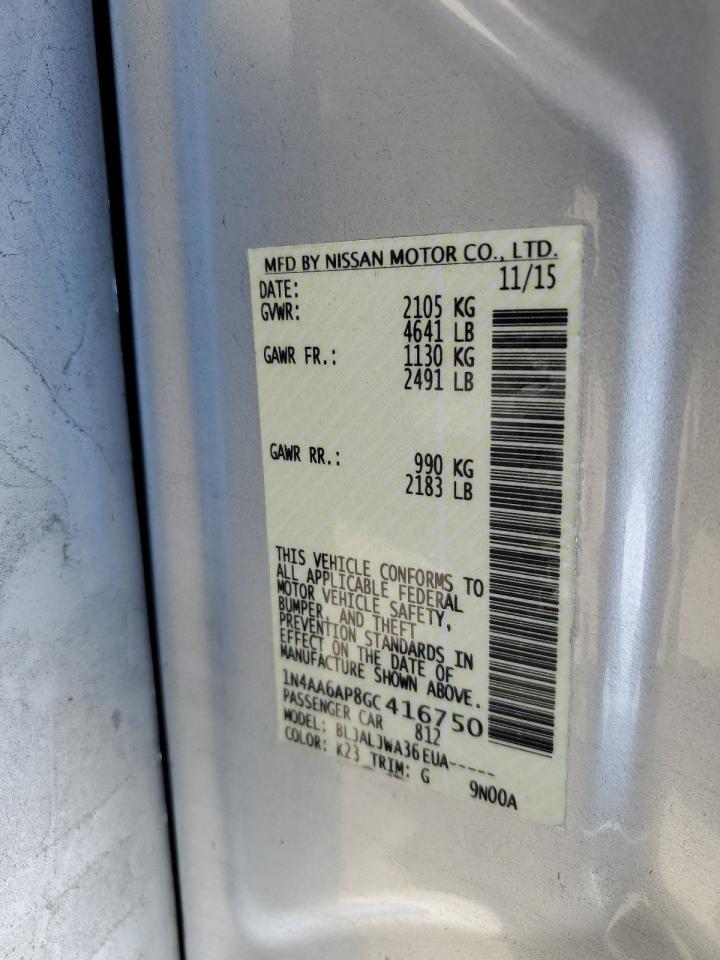 MFD BY NISSAN MOTOR CO., LTD.
DATE: 11/15
GVWR: 2105 KG
4641 LB
GAWR FR.: 1130 KG
2491 LB
GAWR RR.: 990 KG
2183 LB
THIS VEHICLE CONFORMS TO
ALL APPLICABLE FEDERAL
MOTOR VEHICLE SAFETY,
BUMPER, AND THEFT
PREVENTION STANDARDS IN
EFFECT ON THE DATE OF
MANUFACTURE SHOWN ABOVE.
1N4AA6AP8GC416750
PASSENGER CAR 812
MODEL: BLJALJWA36EUA-----
COLOR: K23 TRIM: G 9N00A